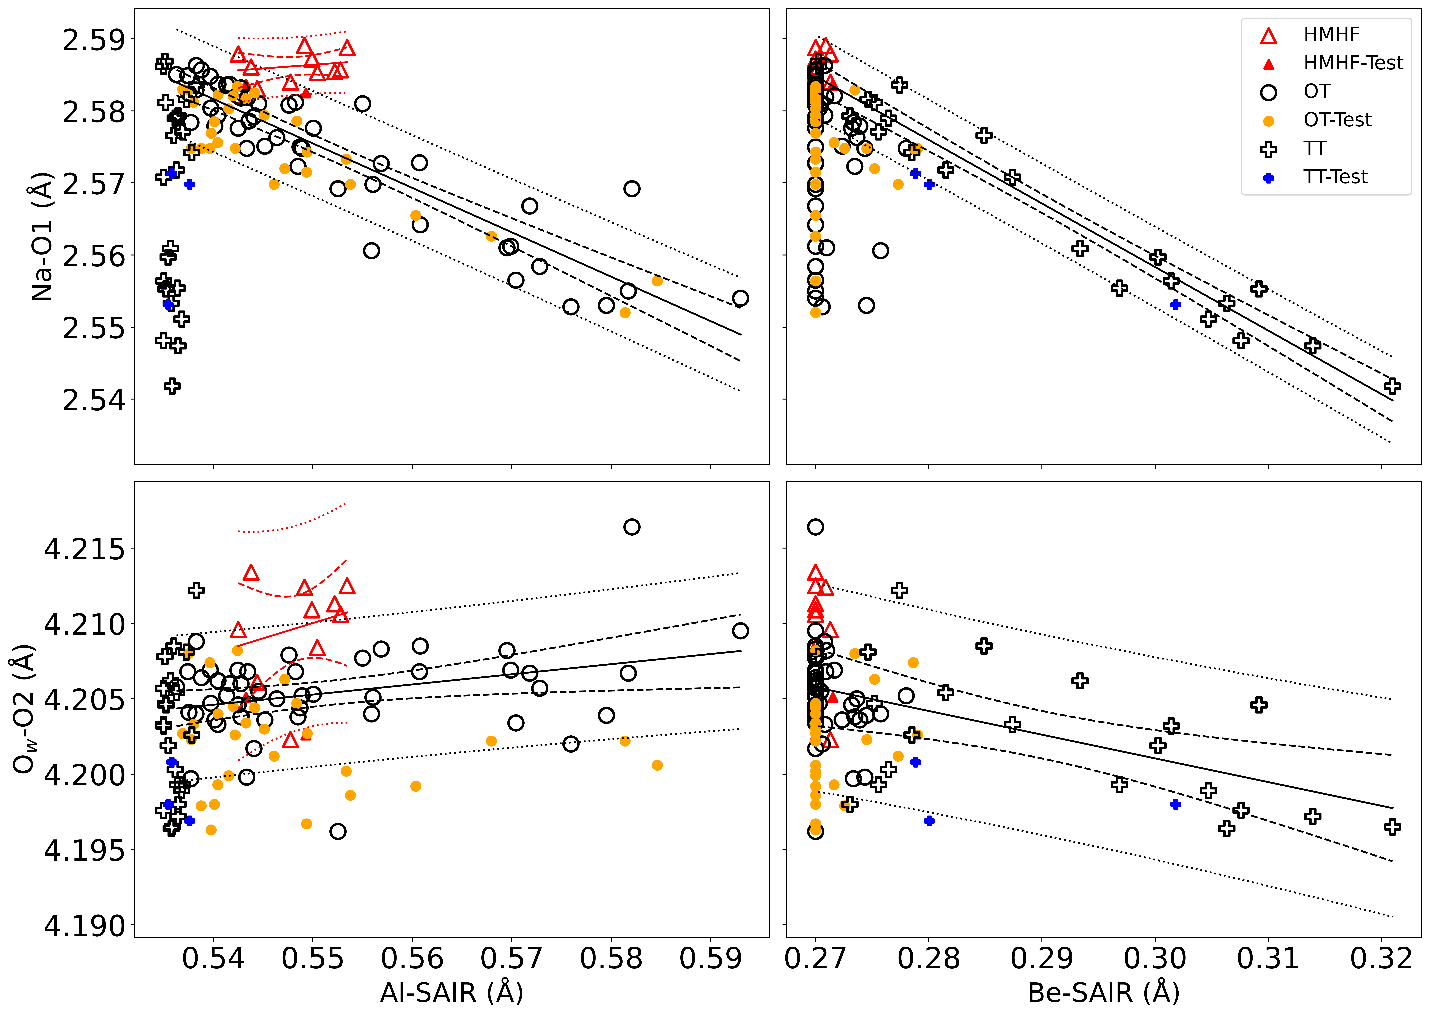 2.59
2.58
2.57
2.56
2.55
2.54
Na-O1 (Å)
HMHF
HMHF-Test
OT
OT-Test
TT
TT-Test
4.215
4.210
4.205
4.200
4.195
4.190
Ow-O2 (Å)
0.54 0.55 0.56 0.57 0.58 0.59
Al-SAIR (Å)
0.27 0.28 0.29 0.30 0.31 0.32
Be-SAIR (Å)